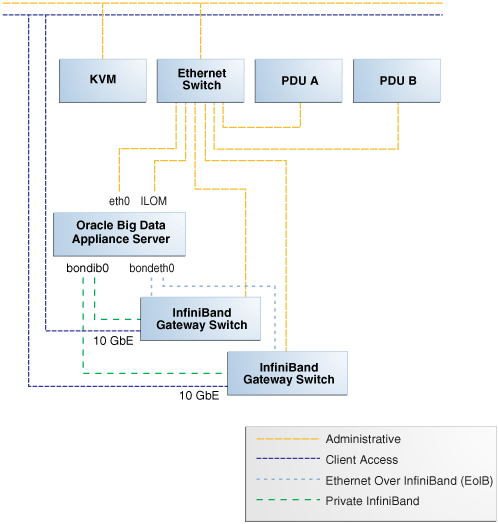 KVM
Ethernet
Switch
PDU A
PDU B
eth0
ILOM
Oracle Big Data
Appliance Server
bondib0
bondeth0
InfiniBand
Gateway Switch
10 GbE
InfiniBand
Gateway Switch
10 GbE
Administrative
Client Access
Ethernet Over InfiniBand (EoIB)
Private InfiniBand